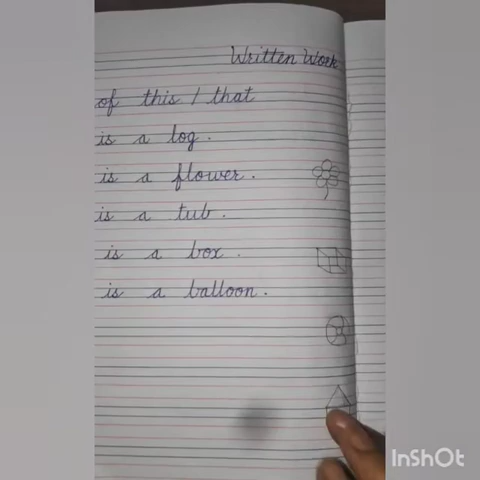 Written Work
of this / that
is a log.
is a flower.
is a tub.
is a box.
is a balloon.
InShOt